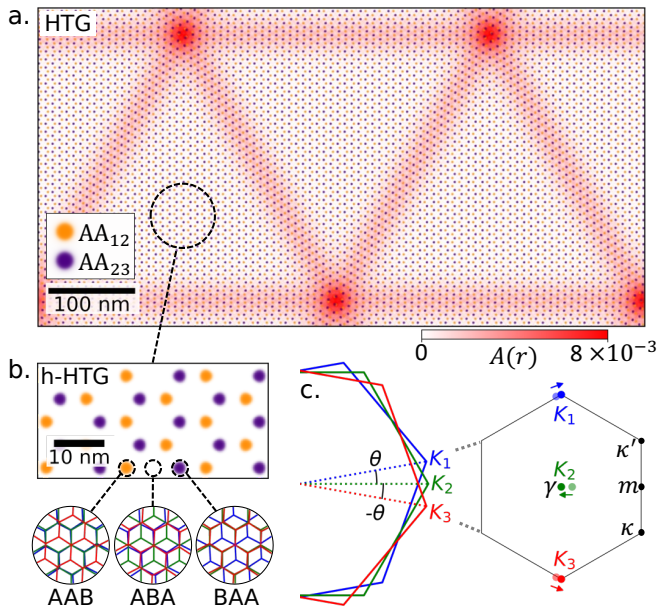 a.
HTG
AA₁₂
AA₂₃
100 nm
0 A(r) 8 ×10⁻³
b.
h-HTG
10 nm
AAB ABA BAA
c.
θ
-θ
K₁
K₂
K₃
K₁
κ′
K₂
γ
m
κ
K₃